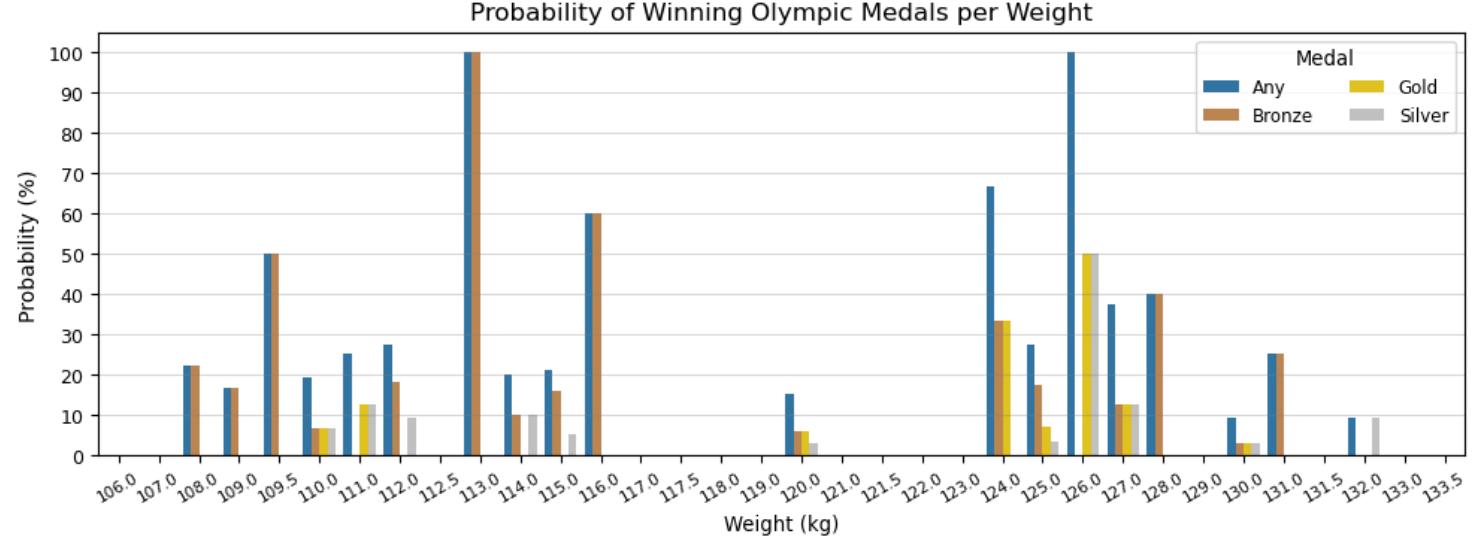 Probability of Winning Olympic Medals per Weight
Probability (%)
100
90
80
70
60
50
40
30
20
10
0
Medal
Any Gold
Bronze Silver
106.0 107.0 108.0 109.0 109.5 110.0 111.0 112.0 112.5 113.0 114.0 115.0 116.0 117.0 117.5 118.0 119.0 120.0 121.0 121.5 122.0 123.0 124.0 125.0 126.0 127.0 128.0 129.0 130.0 131.0 131.5 132.0 133.0 133.5
Weight (kg)